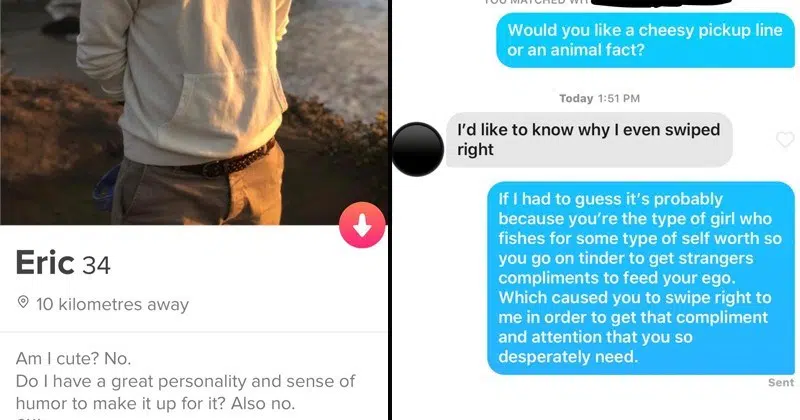 Eric 34
10 kilometres away
Am I cute? No.
Do I have a great personality and sense of
humor to make it up for it? Also no.
YOU MATCHED WIT
Would you like a cheesy pickup line
or an animal fact?
Today 1:51 PM
I'd like to know why I even swiped
right
If I had to guess it's probably
because you're the type of girl who
fishes for some type of self worth so
you go on tinder to get strangers
compliments to feed your ego.
Which caused you to swipe right to
me in order to get that compliment
and attention that you so
desperately need.
Sent